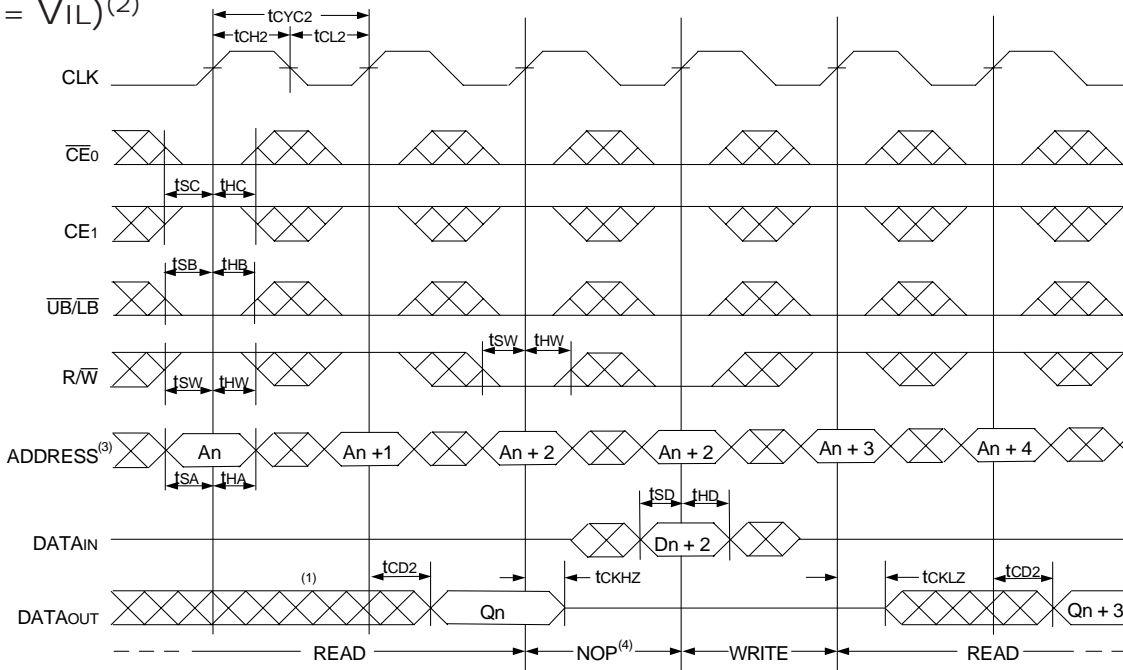 = VIL)(2)
tCYC2
tCH2 tCL2
CLK
CE0
tSC tHC
CE1
tSB tHB
UB/LB
tSW tHW
R/W
tSW tHW
ADDRESS(3) An An +1 An + 2 An + 2 An + 3 An + 4
tSA tHA
tSD tHD
DATAIN Dn + 2
(1) tCD2 tCKHZ tCKLZ tCD2
DATAOUT Qn Qn + 3
READ NOP(4) WRITE READ